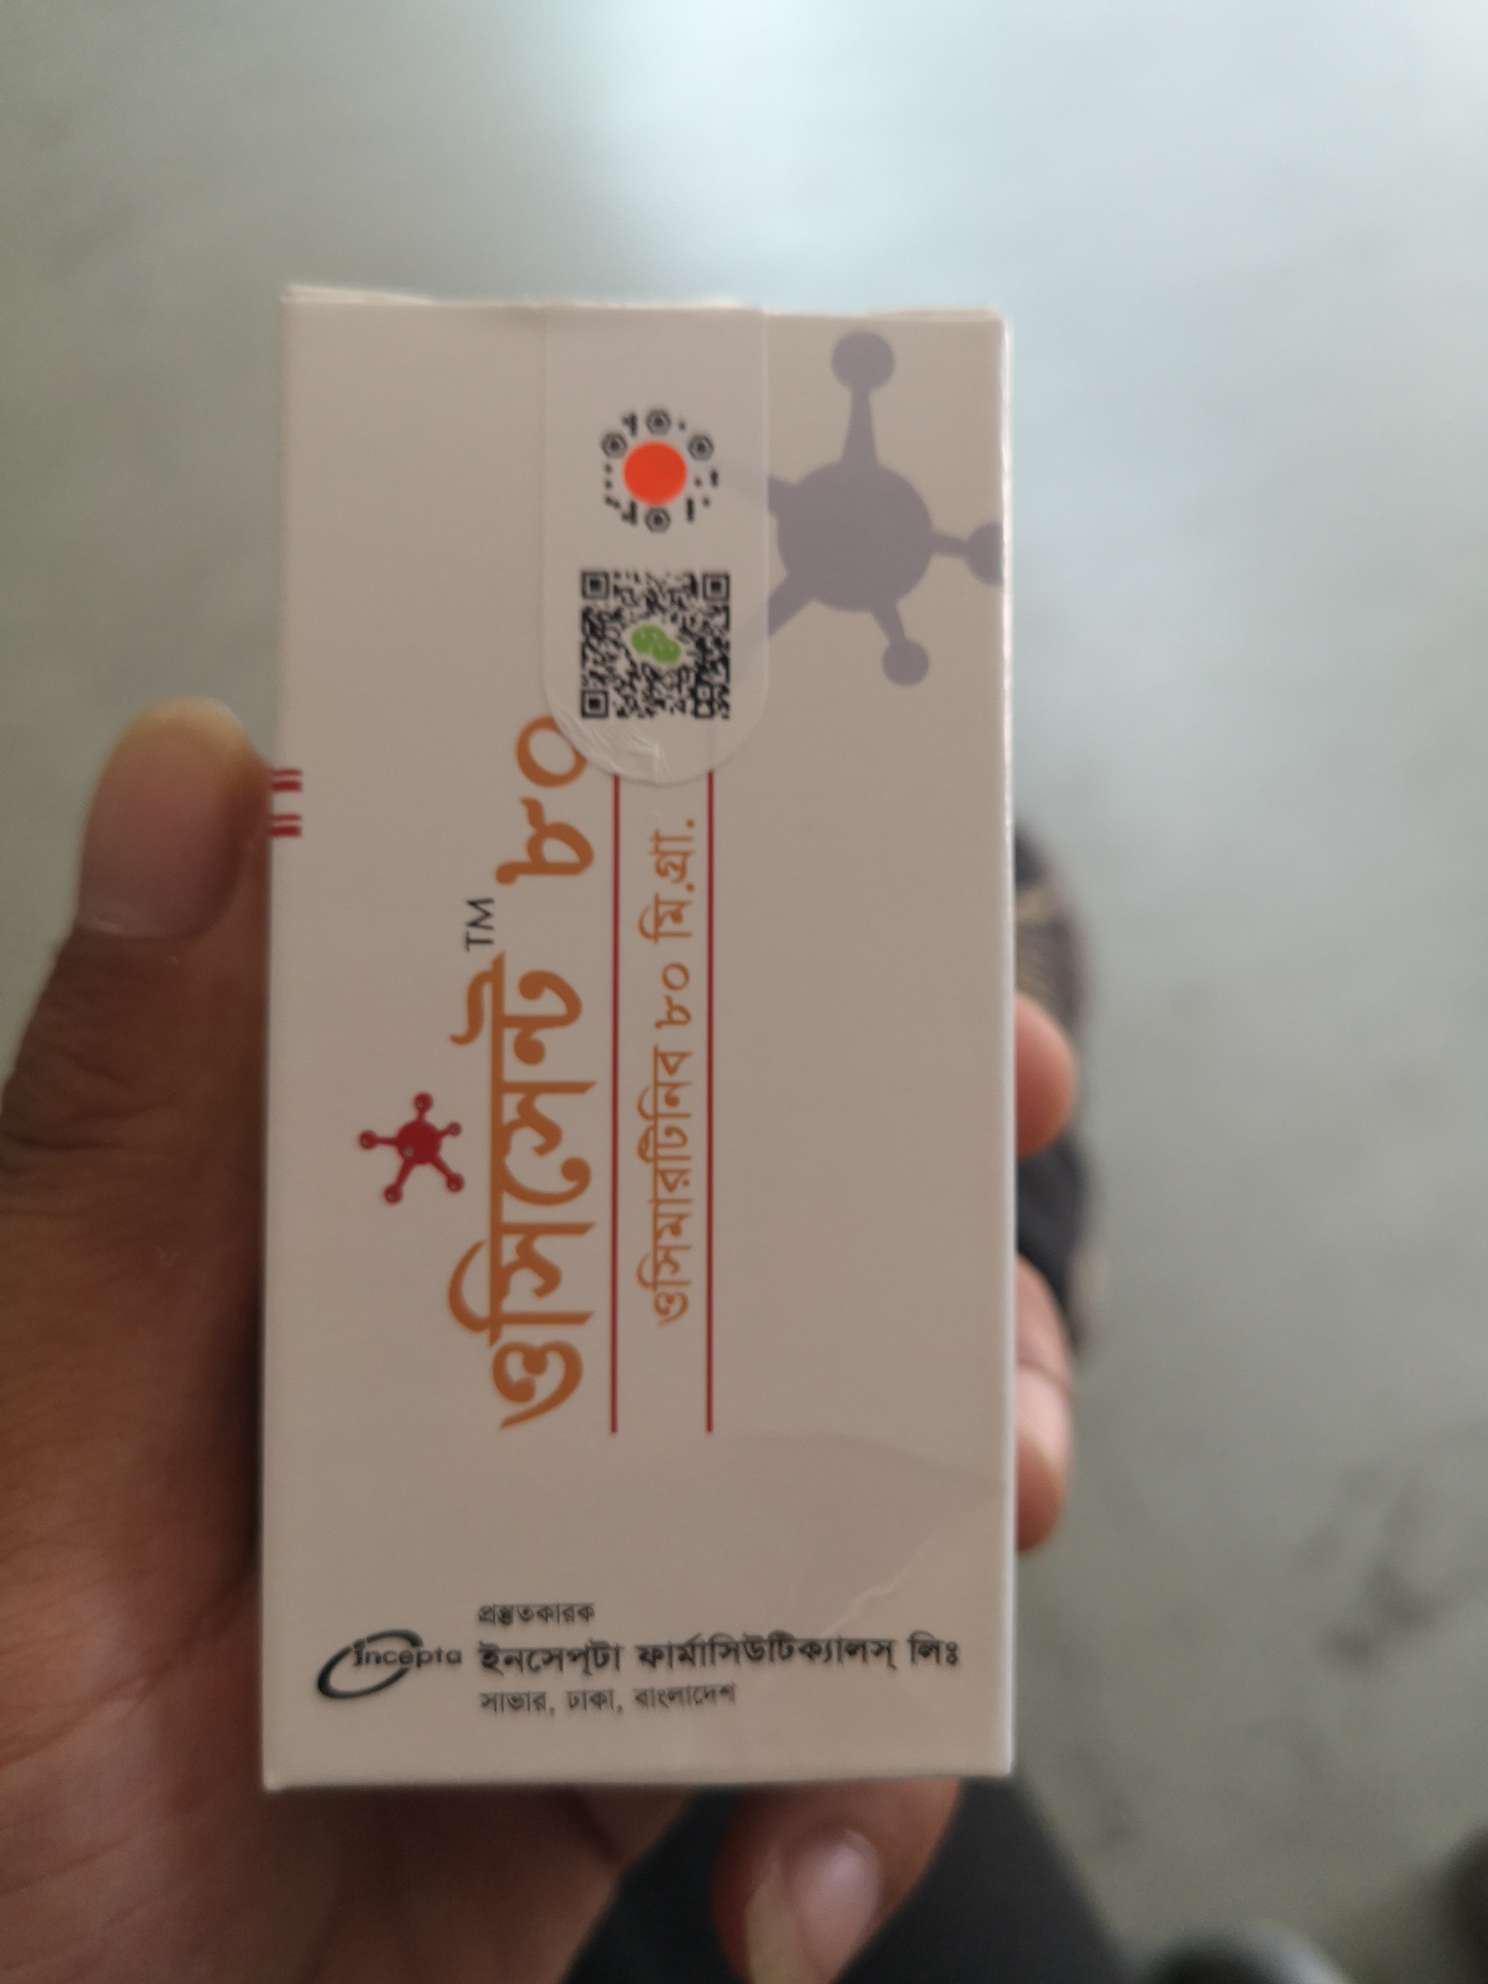 ওসিসেন্ট™ ৮০
ওসিমারটিনিব ৮০ মি.গ্রা.
Incepta
প্রস্তুতকারক
ইনসেপ্‌টা ফার্মাসিউটিক্যালস্ লিঃ
সাভার, ঢাকা, বাংলাদেশ